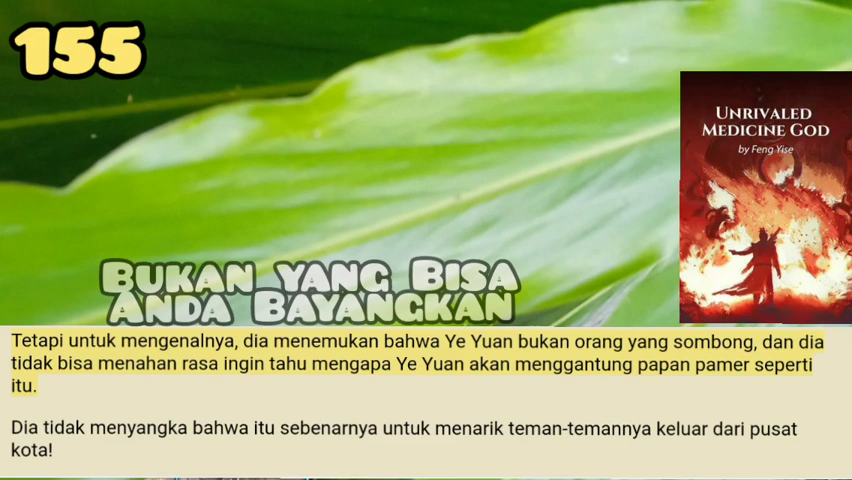 155
UNRIVALED
MEDICINE GOD
by Feng Yise
BUKAN YANG BISA
ANDA BAYANGKAN
Tetapi untuk mengenalnya, dia menemukan bahwa Ye Yuan bukan orang yang sombong, dan dia
tidak bisa menahan rasa ingin tahu mengapa Ye Yuan akan menggantung papan pamer seperti
itu.
Dia tidak menyangka bahwa itu sebenarnya untuk menarik teman-temannya keluar dari pusat
kota!